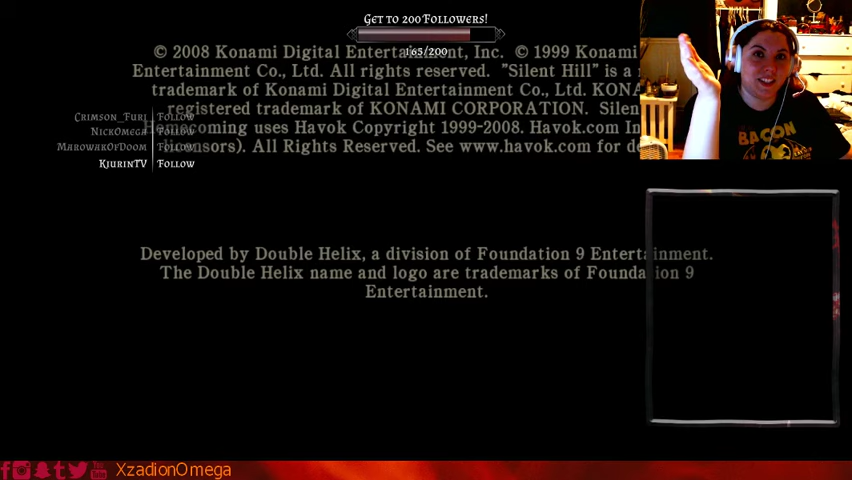 Get to 200 Followers!
165/200
© 2008 Konami Digital Entertainment, Inc. © 1999 Konami
Entertainment Co., Ltd. All rights reserved. "Silent Hill" is a
trademark of Konami Digital Entertainment Co., Ltd. KONA
registered trademark of KONAMI CORPORATION. Silen
Homecoming uses Havok Copyright 1999-2008. Havok.com In
). All Rights Reserved. See www.havok.com for de
Crimson_Furi Follow
NickOmega Follow
MarowakOfDoom Follow
KjurinTV Follow
BACON
Developed by Double Helix, a division of Foundation 9 Entertainment.
The Double Helix name and logo are trademarks of Foundation 9
Entertainment.
You Tube
XzadionOmega